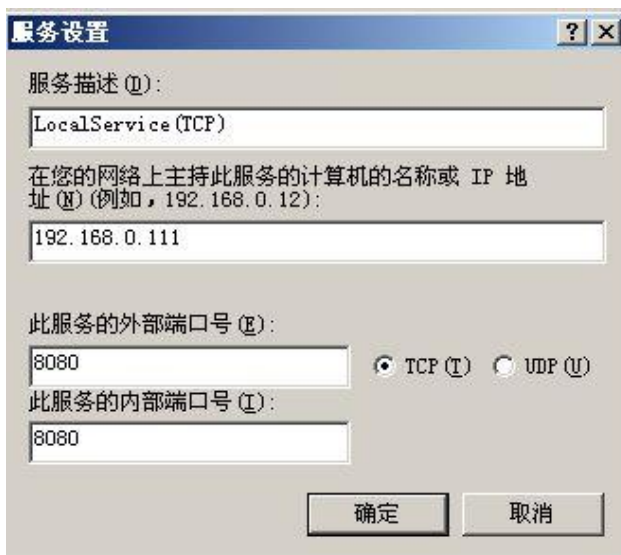 服务设置
服务描述(D):
LocalService(TCP)
在您的网络上主持此服务的计算机的名称或 IP 地
址(N)(例如，192.168.0.12):
192.168.0.111
此服务的外部端口号(E):
8080 TCP(T) UDP(U)
此服务的内部端口号(I):
8080
确定 取消